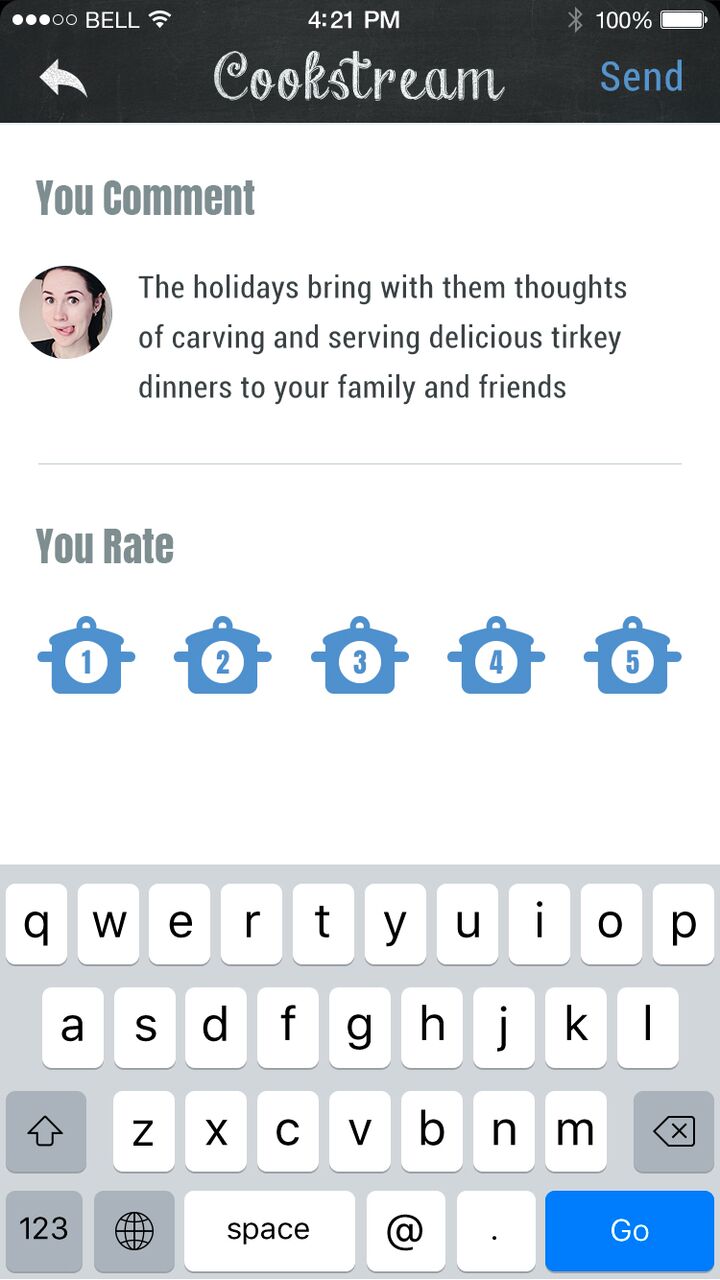 BELL 4:21 PM 100%
Cookstream Send
You Comment
The holidays bring with them thoughts
of carving and serving delicious tirkey
dinners to your family and friends
You Rate
1 2 3 4 5
q w e r t y u i o p
a s d f g h j k l
z x c v b n m
123 space @ . Go